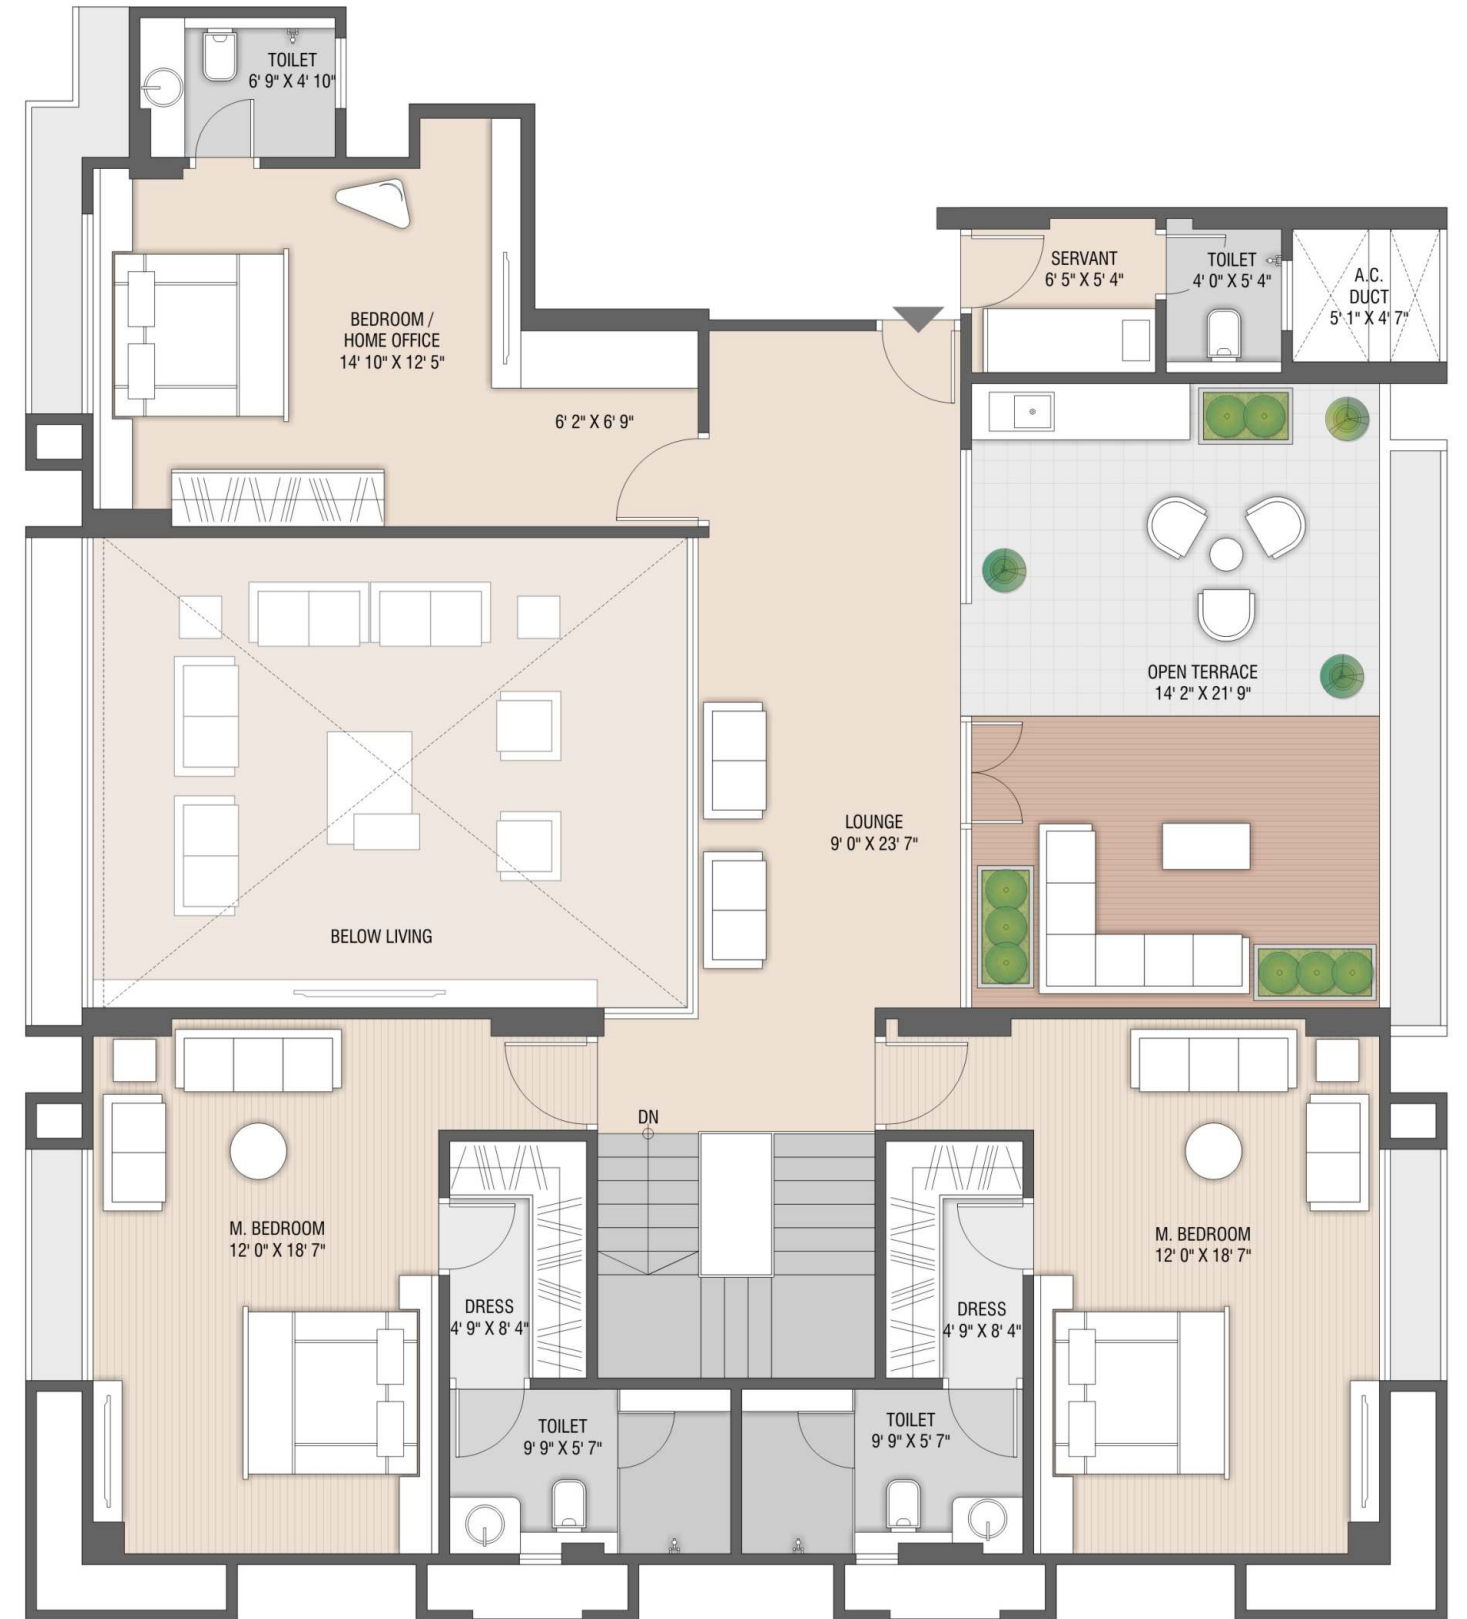 TOILET
6' 9" X 4' 10"
SERVANT
6' 5" X 5' 4"
TOILET
4' 0" X 5' 4"
A.C.
DUCT
5' 1" X 4' 7"
BEDROOM /
HOME OFFICE
14' 10" X 12' 5"
6' 2" X 6' 9"
OPEN TERRACE
14' 2" X 21' 9"
LOUNGE
9' 0" X 23' 7"
BELOW LIVING
DN
M. BEDROOM
12' 0" X 18' 7"
M. BEDROOM
12' 0" X 18' 7"
DRESS
4' 9" X 8' 4"
DRESS
4' 9" X 8' 4"
TOILET
9' 9" X 5' 7"
TOILET
9' 9" X 5' 7"